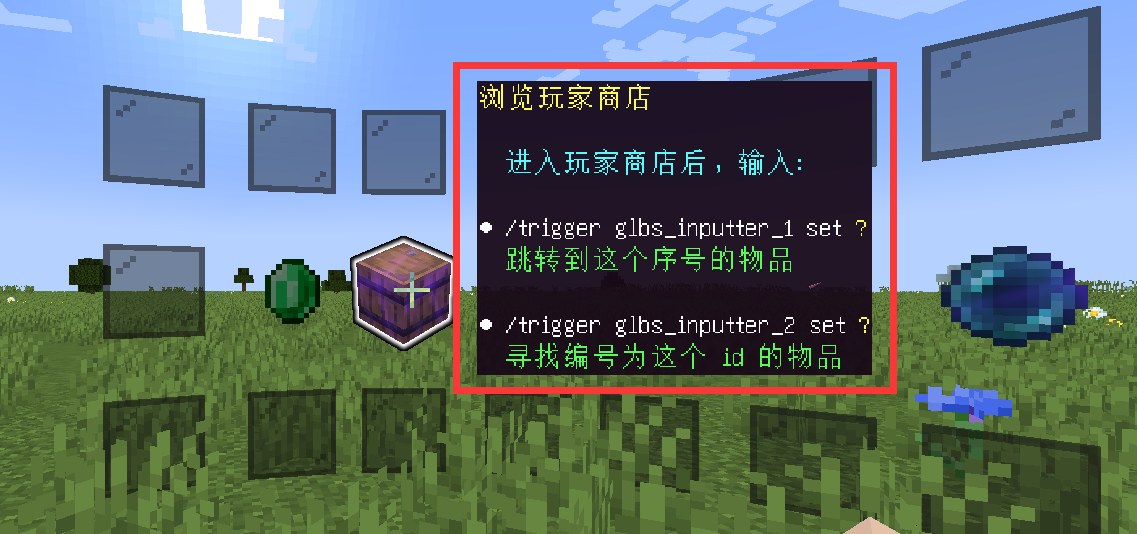 浏览玩家商店
进入玩家商店后，输入:
● /trigger glbs_inputter_1 set ?
跳转到这个序号的物品
● /trigger glbs_inputter_2 set ?
寻找编号为这个 id 的物品